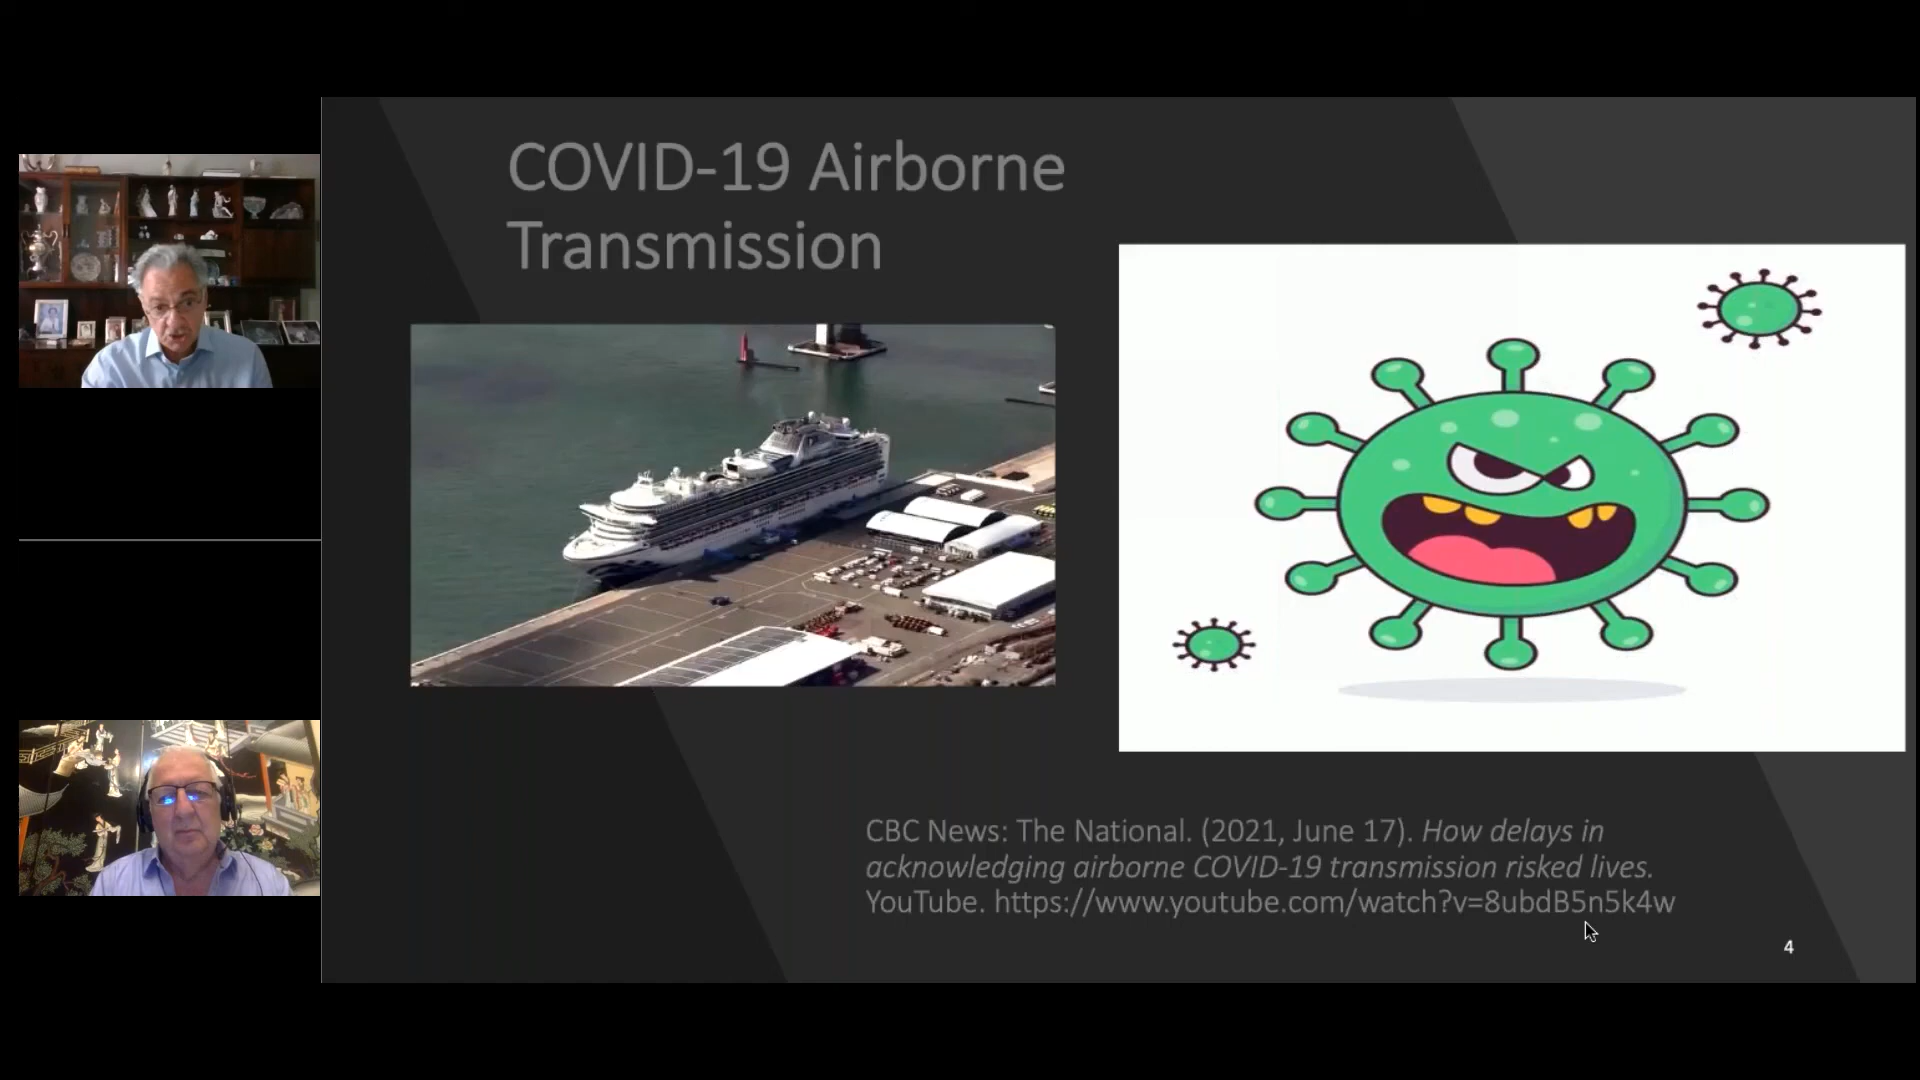 COVID-19 Airborne
Transmission
CBC News: The National. (2021, June 17). How delays in
acknowledging airborne COVID-19 transmission risked lives.
YouTube. https://www.youtube.com/watch?v=8ubdB5n5k4w
4